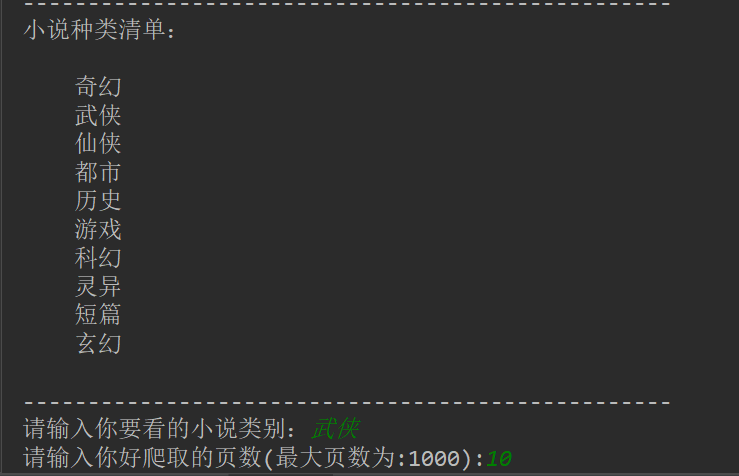 --------------------------------------------------
小说种类清单：
奇幻
武侠
仙侠
都市
历史
游戏
科幻
灵异
短篇
玄幻
--------------------------------------------------
请输入你要看的小说类别：武侠
请输入你好爬取的页数(最大页数为:1000):10